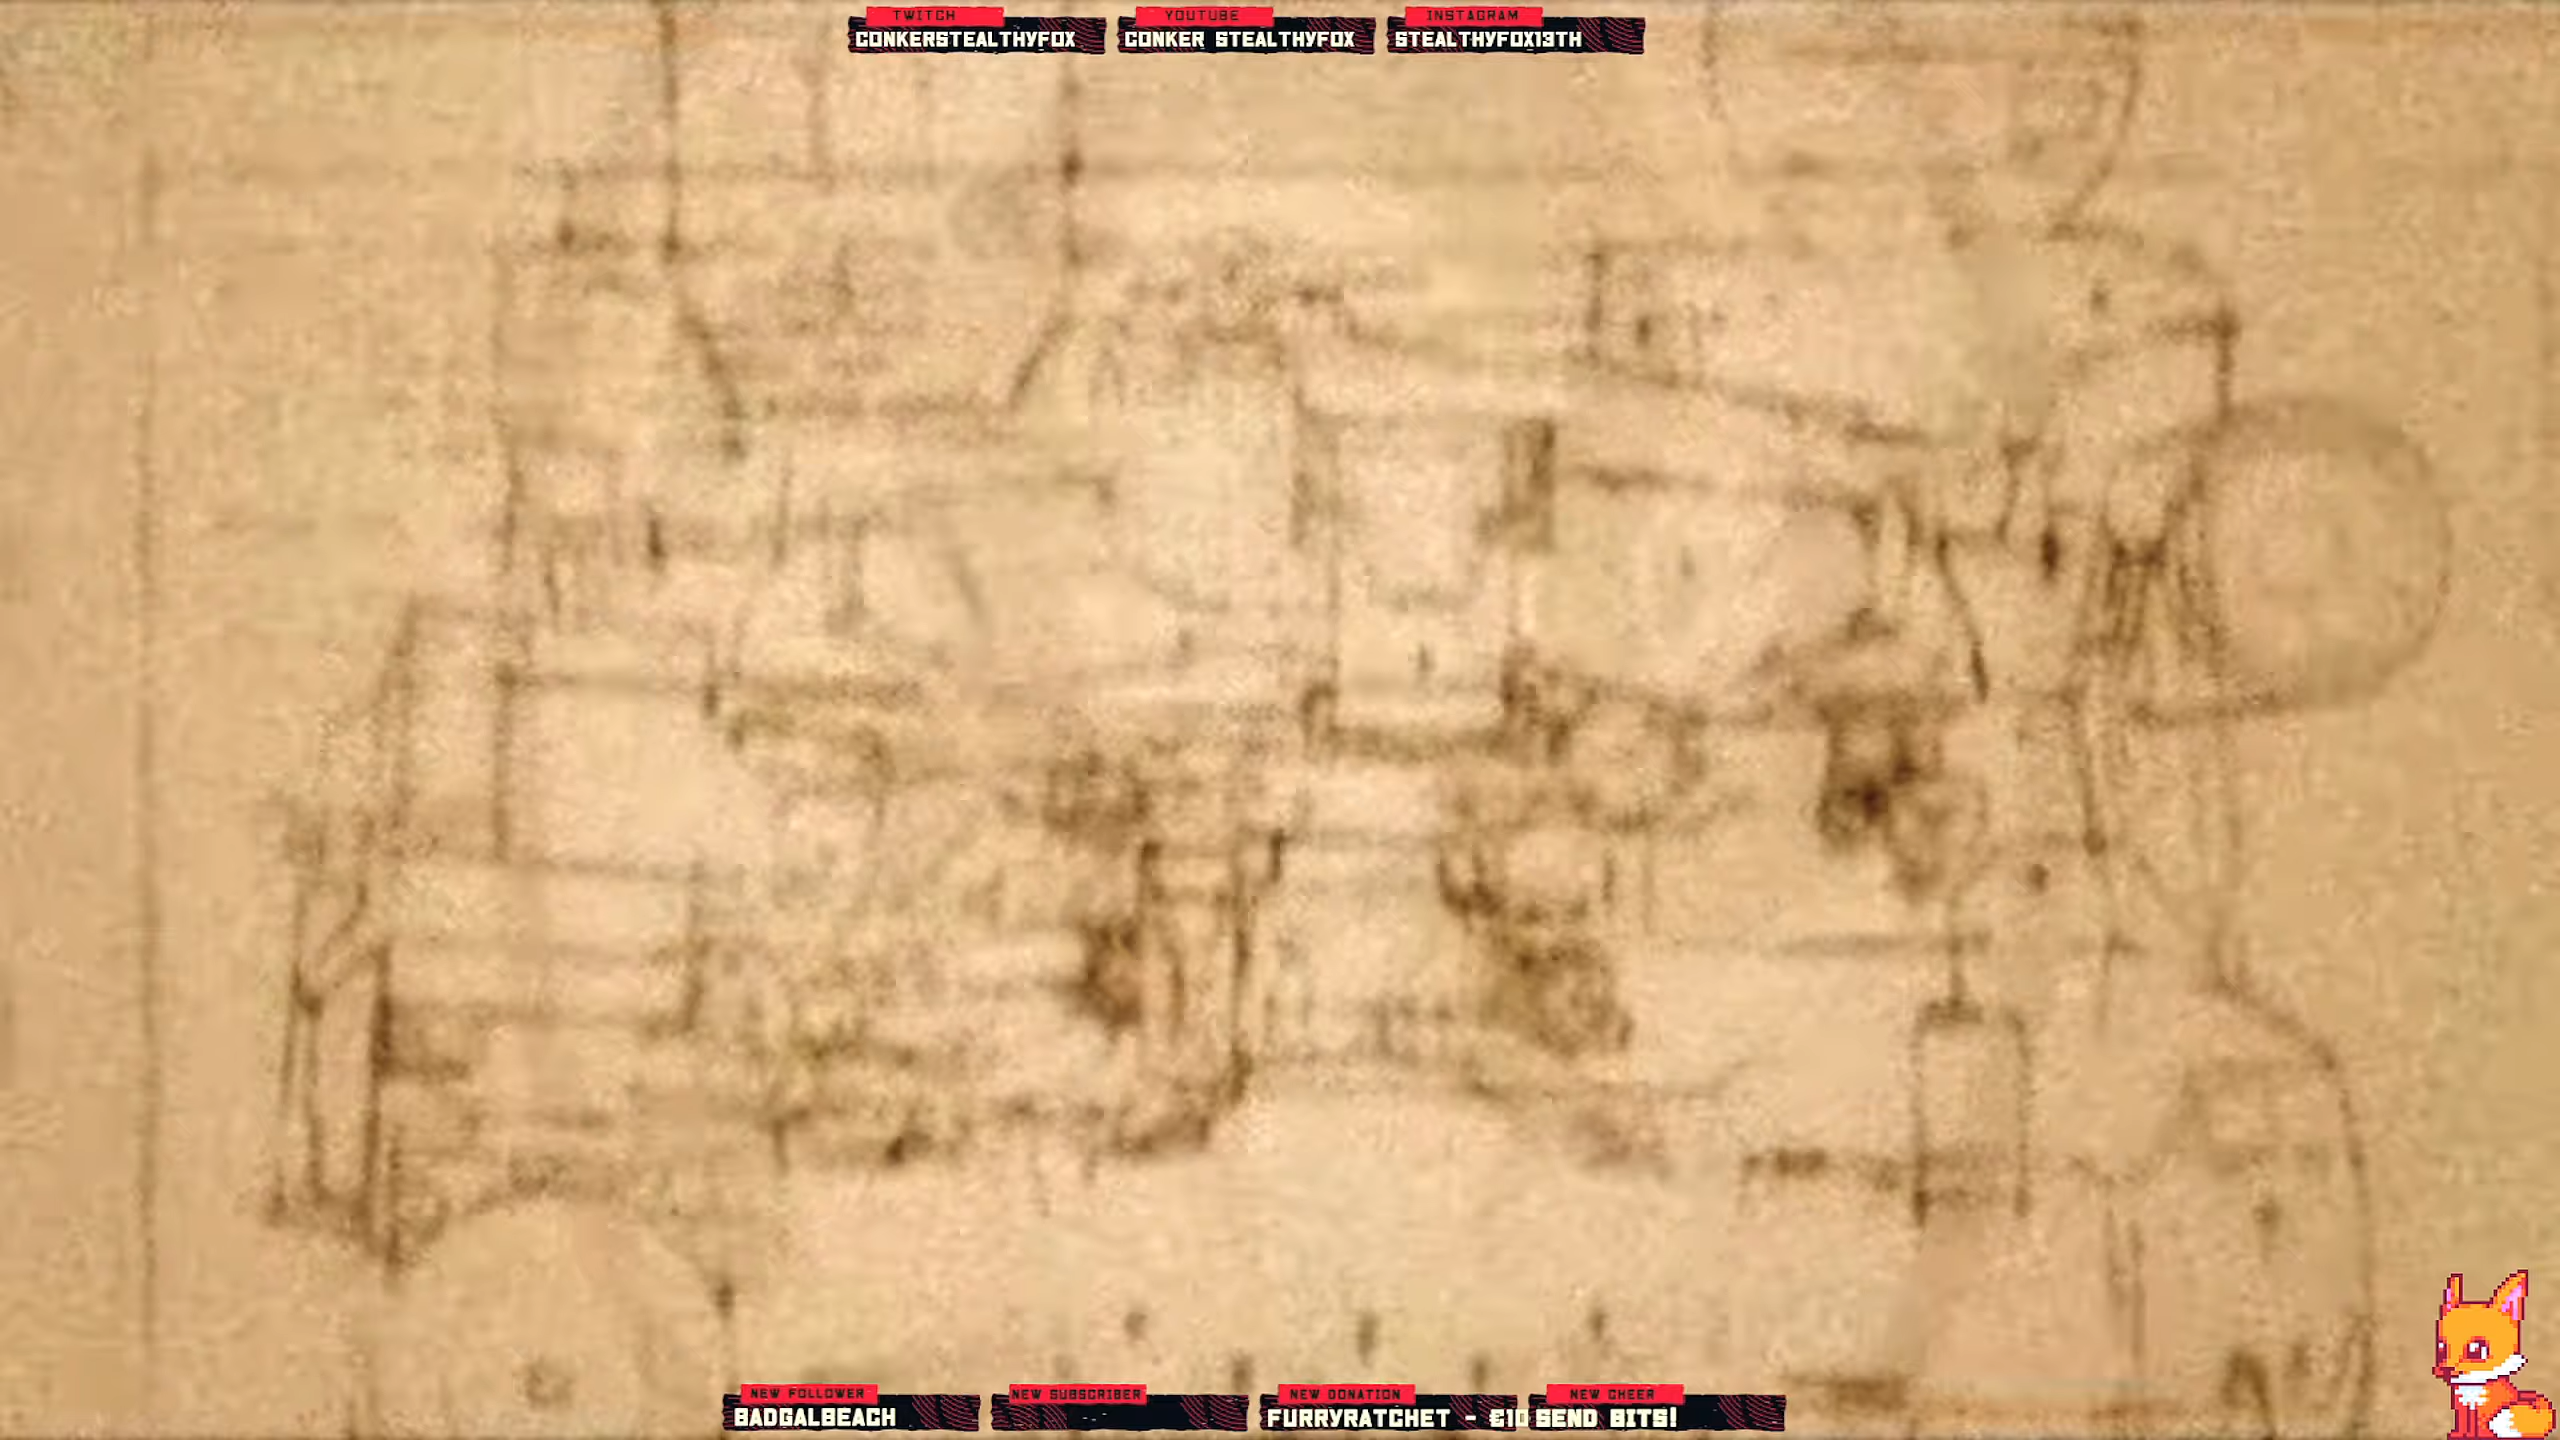 TWITCH
CONKERSTEALTHYFOX
YOUTUBE
CONKER STEALTHYFOX
INSTAGRAM
STEALTHYFOX13TH
NEW FOLLOWER
BADGALBEACH
NEW SUBSCRIBER
--
NEW DONATION
FURRYRATCHET - £10
NEW CHEER
SEND BITS!